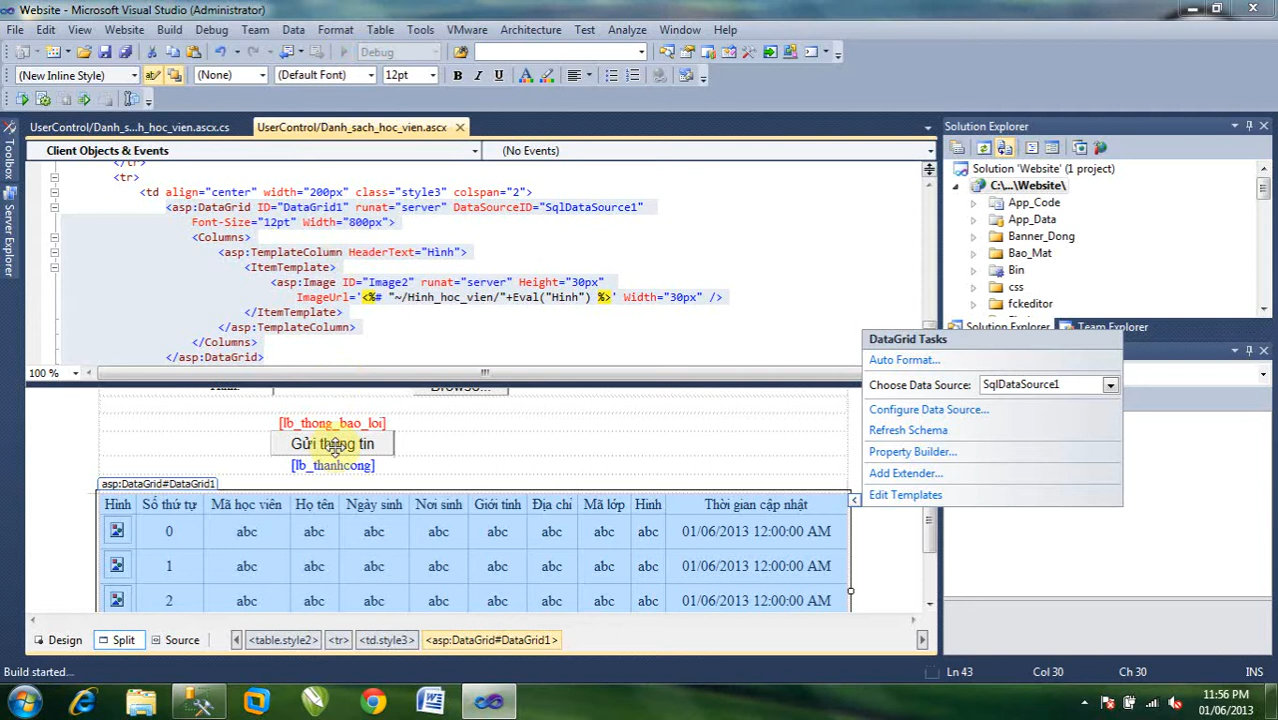 Website - Microsoft Visual Studio (Administrator)
File Edit View Website Build Debug Team Data Format Table Tools VMware Architecture Test Analyze Window Help
Debug
(New Inline Style) (None) (Default Font) 12pt B I U A
UserControl/Danh_s...h_hoc_vien.ascx.cs UserControl/Danh_sach_hoc_vien.ascx
Client Objects & Events (No Events)
</tr>
<tr>
<td align="center" width="200px" class="style3" colspan="2">
<asp:DataGrid ID="DataGrid1" runat="server" DataSourceID="SqlDataSource1"
Font-Size="12pt" Width="800px">
<Columns>
<asp:TemplateColumn HeaderText="Hình">
<ItemTemplate>
<asp:Image ID="Image2" runat="server" Height="30px"
ImageUrl='<%# "~/Hinh_hoc_vien/"+Eval("Hinh") %>' Width="30px" />
</ItemTemplate>
</asp:TemplateColumn>
</Columns>
</asp:DataGrid>
100 %
[lb_thong_bao_loi]
Gửi thông tin
[lb_thanhcong]
asp:DataGrid#DataGrid1
Hình Số thứ tự Mã học viên Họ tên Ngày sinh Nơi sinh Giới tính Địa chỉ Mã lớp Hình Thời gian cập nhật
0 abc abc abc abc abc abc abc abc 01/06/2013 12:00:00 AM
1 abc abc abc abc abc abc abc abc 01/06/2013 12:00:00 AM
2 abc abc abc abc abc abc abc abc 01/06/2013 12:00:00 AM
Design Split Source <table.style2> <tr> <td.style3> <asp:DataGrid#DataGrid1>
Toolbox
Server Explorer
Solution Explorer
Solution 'Website' (1 project)
C:\...\Website\
App_Code
App_Data
Banner_Dong
Bao_Mat
Bin
css
fckeditor
Solution Explorer Team Explorer
DataGrid Tasks
Auto Format...
Choose Data Source: SqlDataSource1
Configure Data Source...
Refresh Schema
Property Builder...
Add Extender...
Edit Templates
Build started... Ln 43 Col 30 Ch 30 INS
11:56 PM
01/06/2013